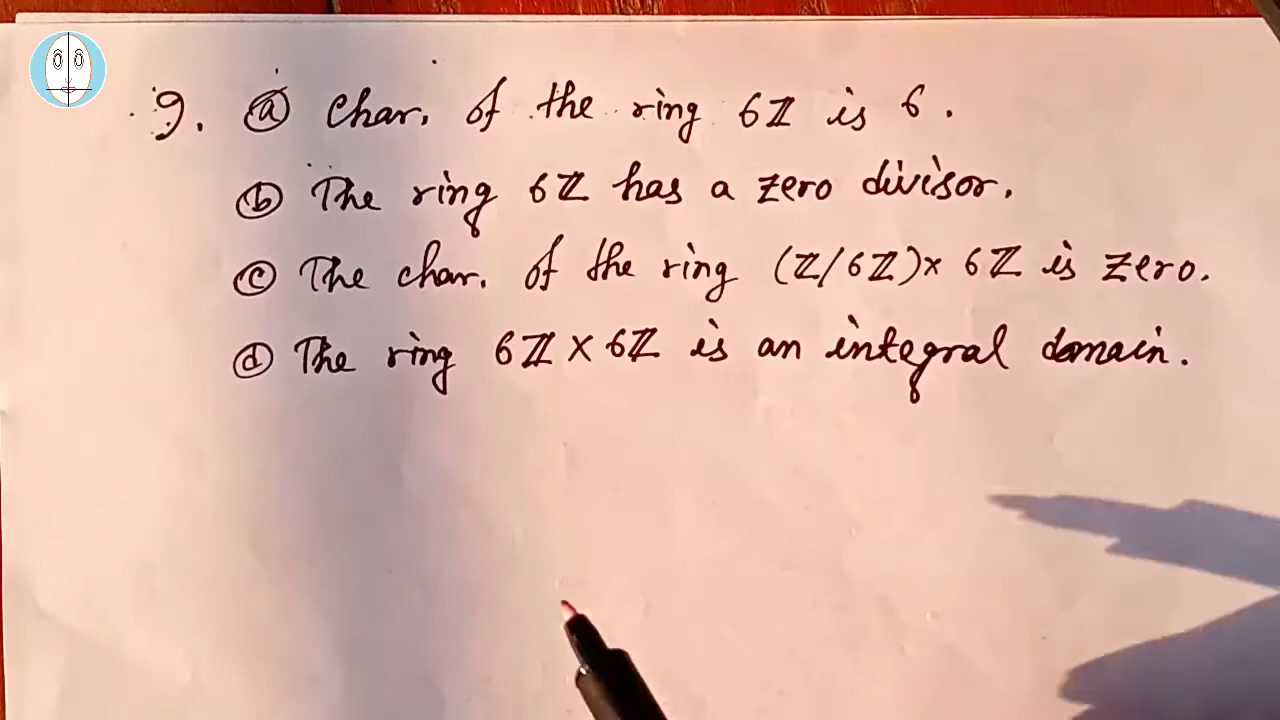 9. ⓐ Char. of the ring 6ℤ is 6.
ⓑ The ring 6ℤ has a zero divisor.
ⓒ The char. of the ring (ℤ/6ℤ)× 6ℤ is zero.
ⓓ The ring 6ℤ × 6ℤ is an integral domain.